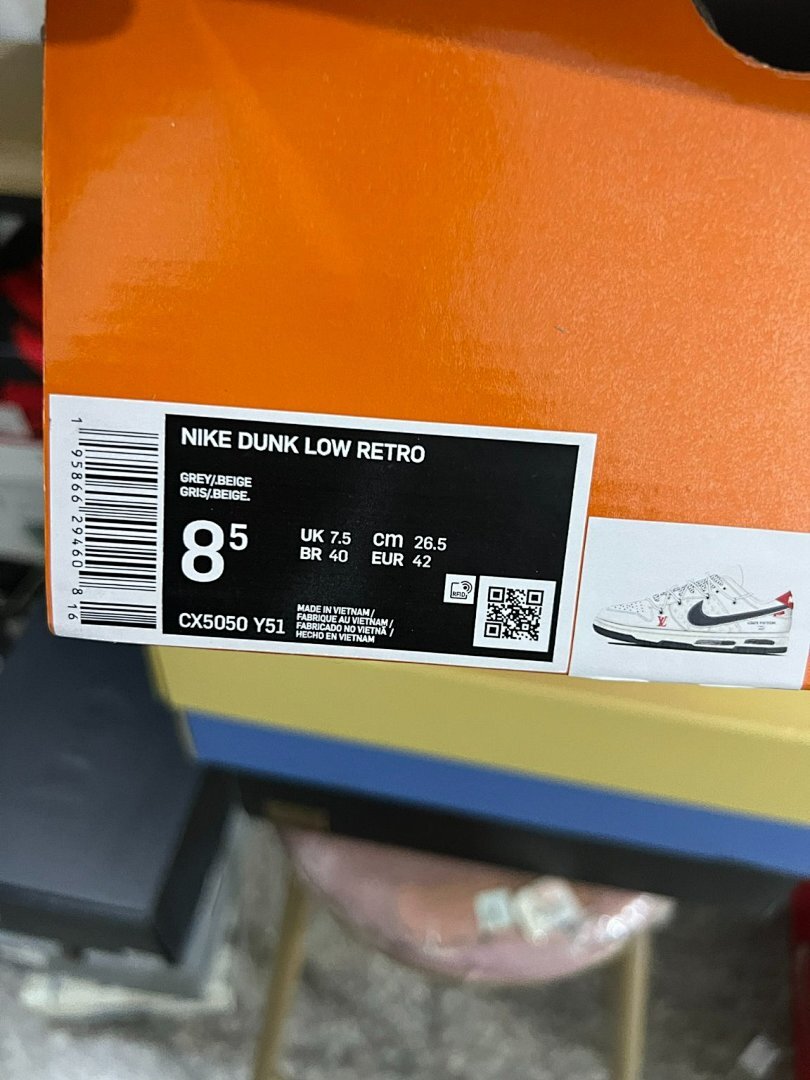 NIKE DUNK LOW RETRO
GREY/.BEIGE
GRIS/.BEIGE.
85
UK 7.5 cm 26.5
BR 40 EUR 42
RFID
CX5050 Y51
MADE IN VIETNAM /
FABRIQUE AU VIETNAM /
FABRICADO NO VIETNÃ /
HECHO EN VIETNAM
1 95866 29460 8 16
LV